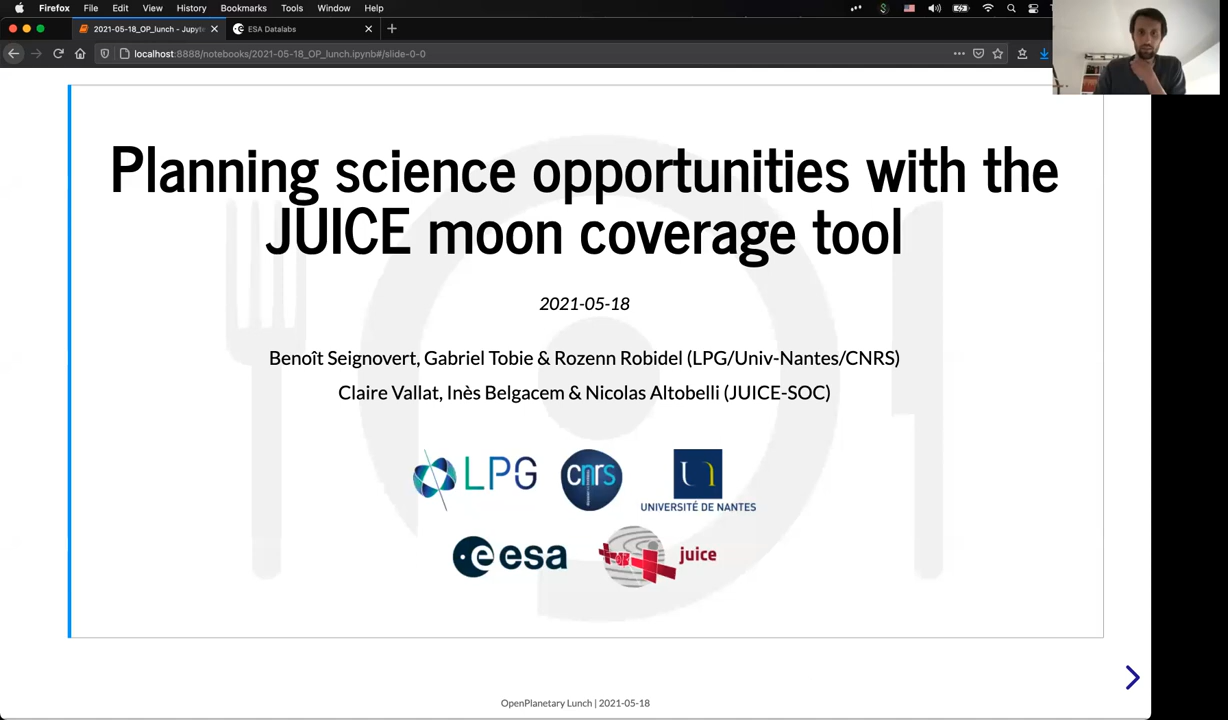 Firefox File Edit View History Bookmarks Tools Window Help
2021-05-18_OP_lunch - Jupyte
ESA Datalabs
localhost:8888/notebooks/2021-05-18_OP_lunch.ipynb#/slide-0-0
Planning science opportunities with the
JUICE moon coverage tool
2021-05-18
Benoît Seignovert, Gabriel Tobie & Rozenn Robidel (LPG/Univ-Nantes/CNRS)
Claire Vallat, Inès Belgacem & Nicolas Altobelli (JUICE-SOC)
LPG
cnrs
UNIVERSITÉ DE NANTES
esa
juice
OpenPlanetary Lunch | 2021-05-18